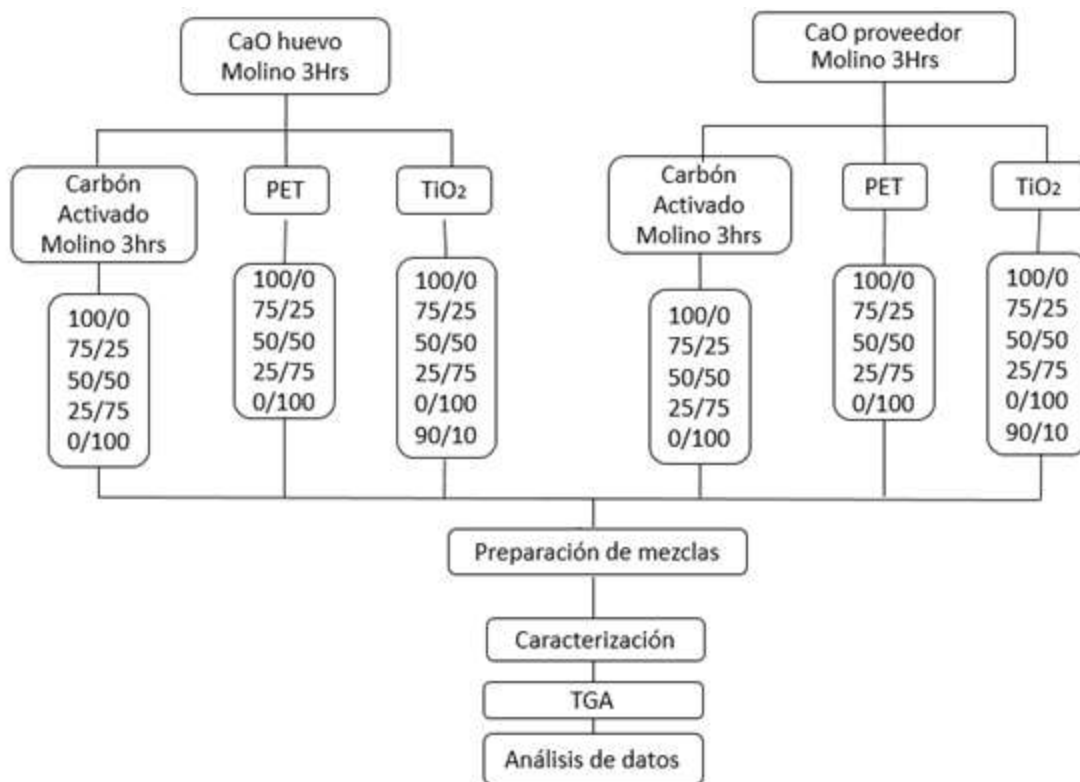 CaO huevo
Molino 3Hrs
CaO proveedor
Molino 3Hrs
Carbón
Activado
Molino 3hrs
PET
TiO2
Carbón
Activado
Molino 3hrs
PET
TiO2
100/0
75/25
50/50
25/75
0/100
100/0
75/25
50/50
25/75
0/100
100/0
75/25
50/50
25/75
0/100
90/10
100/0
75/25
50/50
25/75
0/100
100/0
75/25
50/50
25/75
0/100
100/0
75/25
50/50
25/75
0/100
90/10
Preparación de mezclas
Caracterización
TGA
Análisis de datos